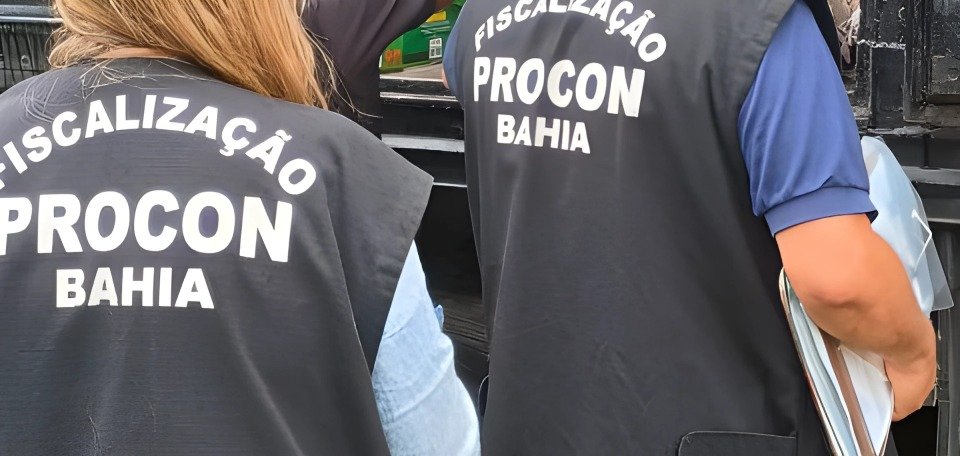 FISCALIZAÇÃO
PROCON
BAHIA
FISCALIZAÇÃO
PROCON
BAHIA